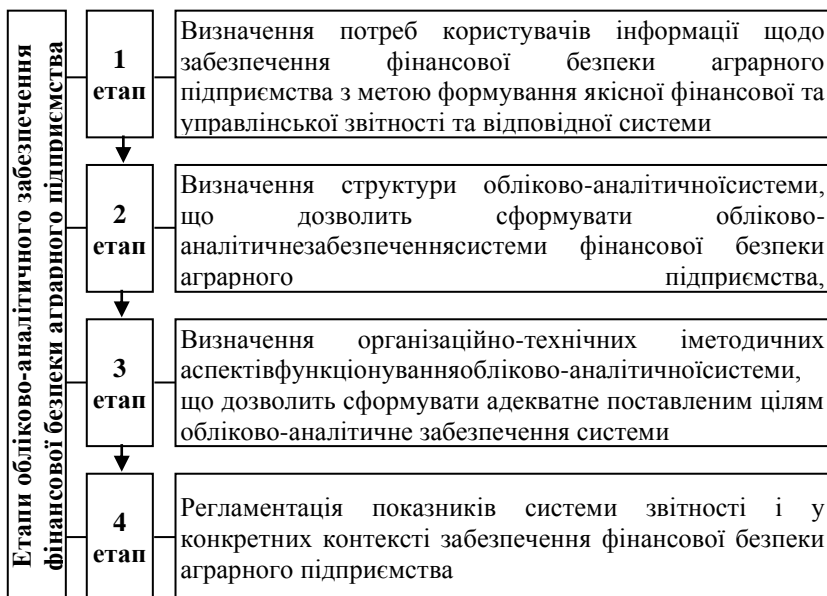 Етапи обліково-аналітичного забезпечення
фінансової безпеки аграрного підприємства
1
етап
Визначення потреб користувачів інформації щодо
забезпечення фінансової безпеки аграрного
підприємства з метою формування якісної фінансової та
управлінської звітності та відповідної системи
2
етап
Визначення структури обліково-аналітичноїсистеми,
що дозволить сформувати обліково-
аналітичнезабезпеченнясистеми фінансової безпеки
аграрного підприємства,
3
етап
Визначення організаційно-технічних іметодичних
аспектівфункціонуванняобліково-аналітичноїсистеми,
що дозволить сформувати адекватне поставленим цілям
обліково-аналітичне забезпечення системи
4
етап
Регламентація показників системи звітності і у
конкретних контексті забезпечення фінансової безпеки
аграрного підприємства